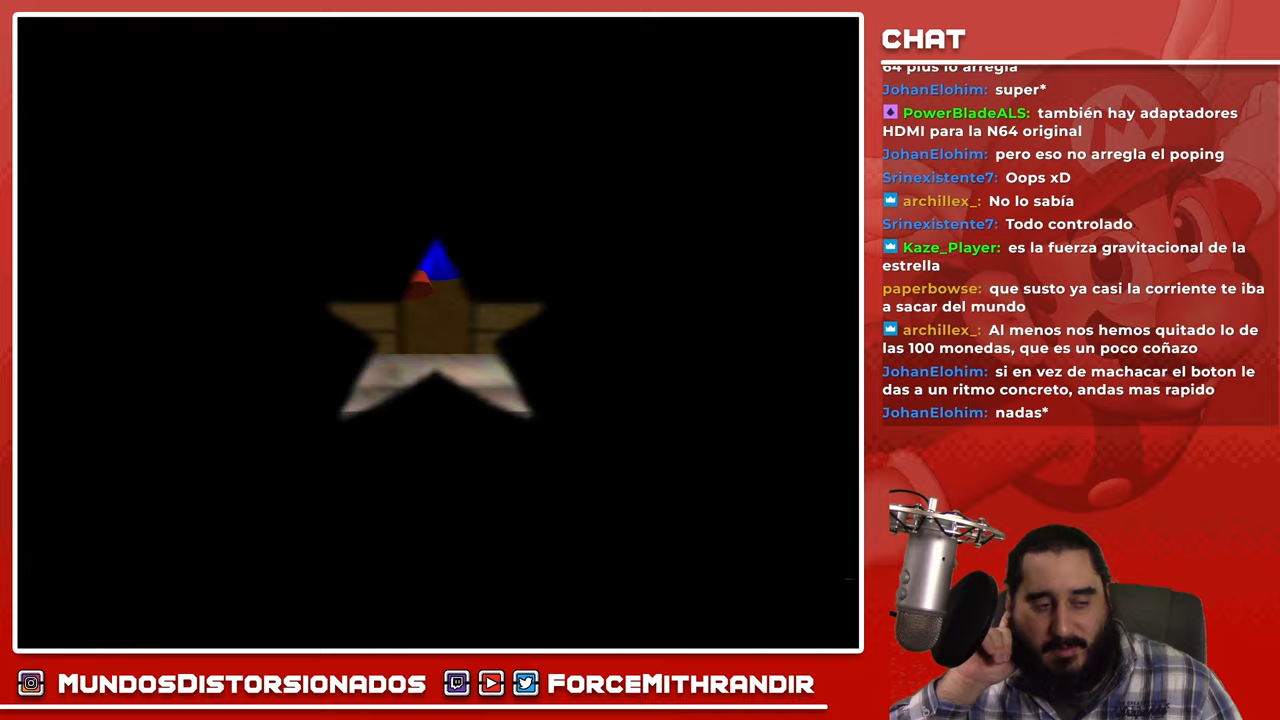 CHAT
64 plus lo arregla
JohanElohim: super*
PowerBladeALS: también hay adaptadores
HDMI para la N64 original
JohanElohim: pero eso no arregla el poping
Srinexistente7: Oops xD
archillex_: No lo sabía
Srinexistente7: Todo controlado
Kaze_Player: es la fuerza gravitacional de la
estrella
paperbowse: que susto ya casi la corriente te iba
a sacar del mundo
archillex_: Al menos nos hemos quitado lo de
las 100 monedas, que es un poco coñazo
JohanElohim: si en vez de machacar el boton le
das a un ritmo concreto, andas mas rapido
JohanElohim: nadas*
MUNDOSDISTORSIONADOS FORCEMITHRANDIR